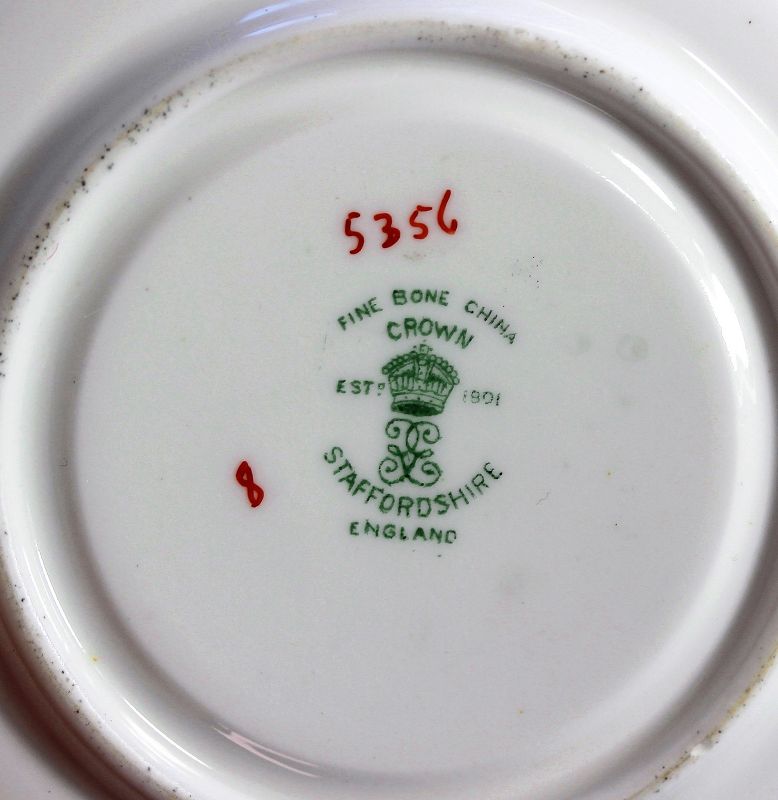 5356
FINE BONE CHINA
CROWN
ESTD 1801
8
STAFFORDSHIRE
ENGLAND